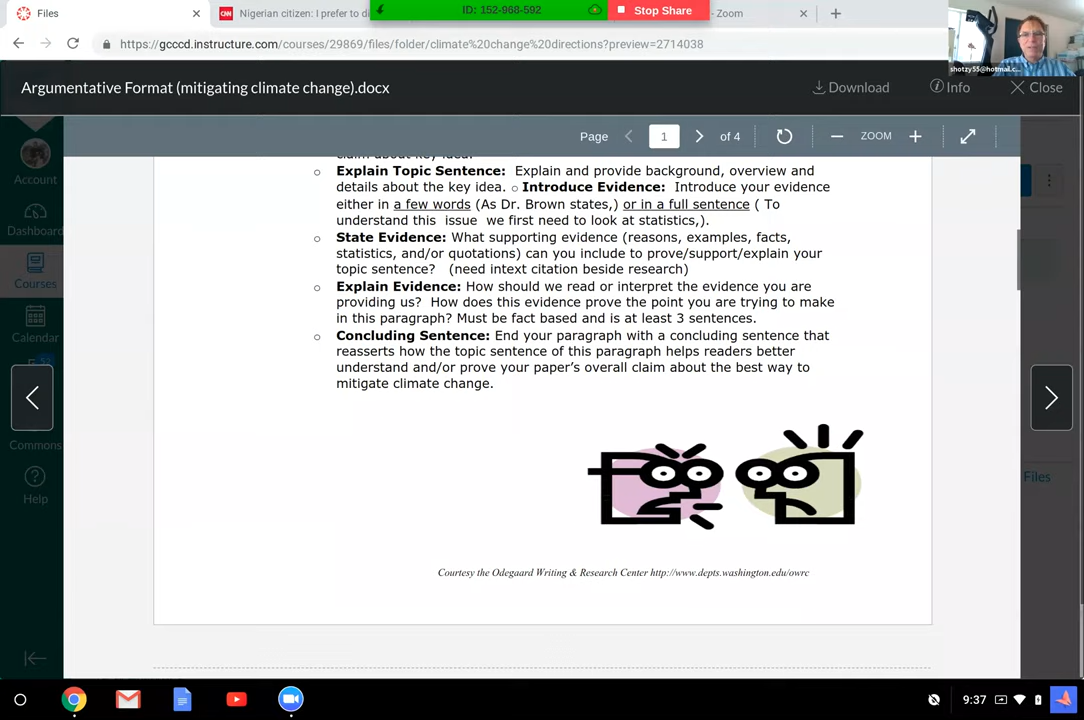 Files
Nigerian citizen: I prefer to di
ID: 152-968-592
Stop Share
- Zoom
https://gcccd.instructure.com/courses/29869/files/folder/climate%20change%20directions?preview=2714038
shotzy55@hotmail.c...
Argumentative Format (mitigating climate change).docx
Download
Info
Close
Page
1
of 4
ZOOM
Account
Dashboard
Courses
Calendar
Commons
Help
Files
claim about key idea.
o Explain Topic Sentence: Explain and provide background, overview and
details about the key idea. o Introduce Evidence: Introduce your evidence
either in a few words (As Dr. Brown states,) or in a full sentence ( To
understand this issue we first need to look at statistics,).
o State Evidence: What supporting evidence (reasons, examples, facts,
statistics, and/or quotations) can you include to prove/support/explain your
topic sentence? (need intext citation beside research)
o Explain Evidence: How should we read or interpret the evidence you are
providing us? How does this evidence prove the point you are trying to make
in this paragraph? Must be fact based and is at least 3 sentences.
o Concluding Sentence: End your paragraph with a concluding sentence that
reasserts how the topic sentence of this paragraph helps readers better
understand and/or prove your paper's overall claim about the best way to
mitigate climate change.
Courtesy the Odegaard Writing & Research Center http://www.depts.washington.edu/owrc
9:37